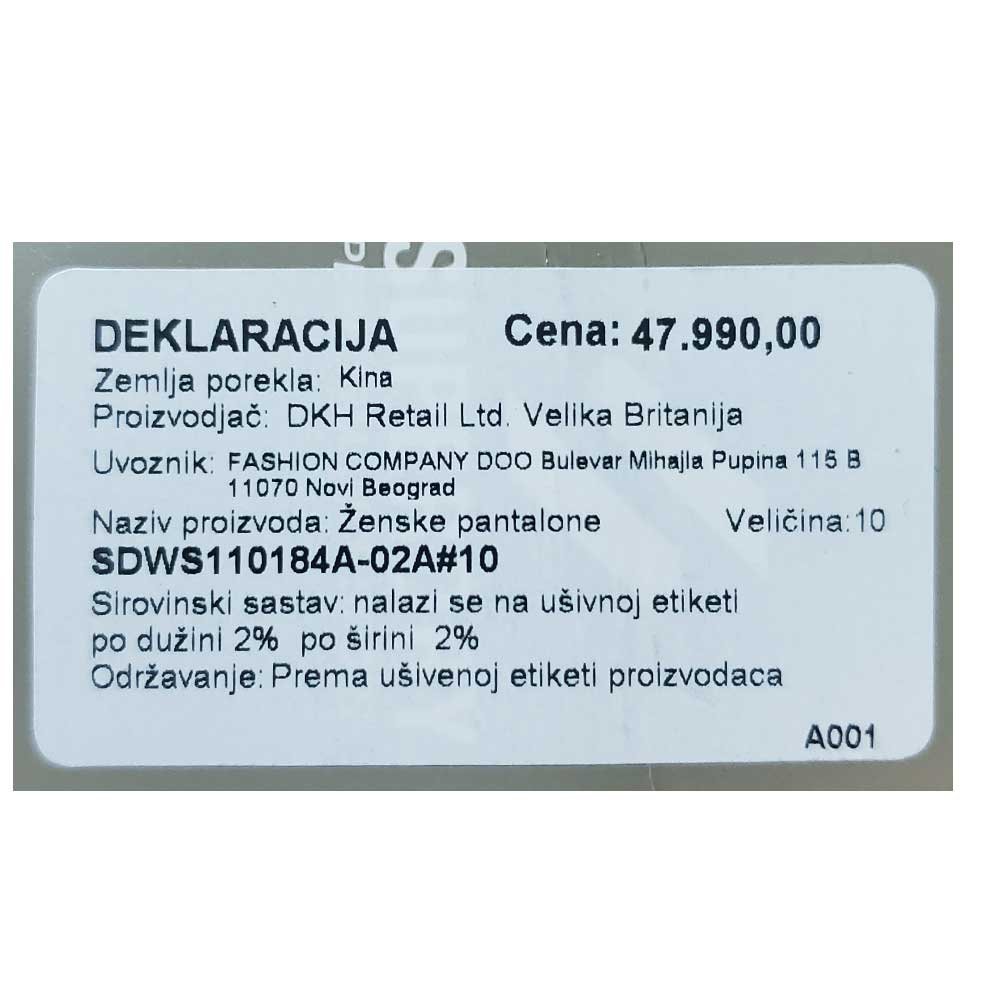 DEKLARACIJA Cena: 47.990,00
Zemlja porekla: Kina
Proizvodjač: DKH Retail Ltd. Velika Britanija
Uvoznik: FASHION COMPANY DOO Bulevar Mihajla Pupina 115 B
11070 Novi Beograd
Naziv proizvoda: Ženske pantalone Veličina:10
SDWS110184A-02A#10
Sirovinski sastav: nalazi se na ušivnoj etiketi
po dužini 2% po širini 2%
Održavanje: Prema ušivenoj etiketi proizvodaca
A001